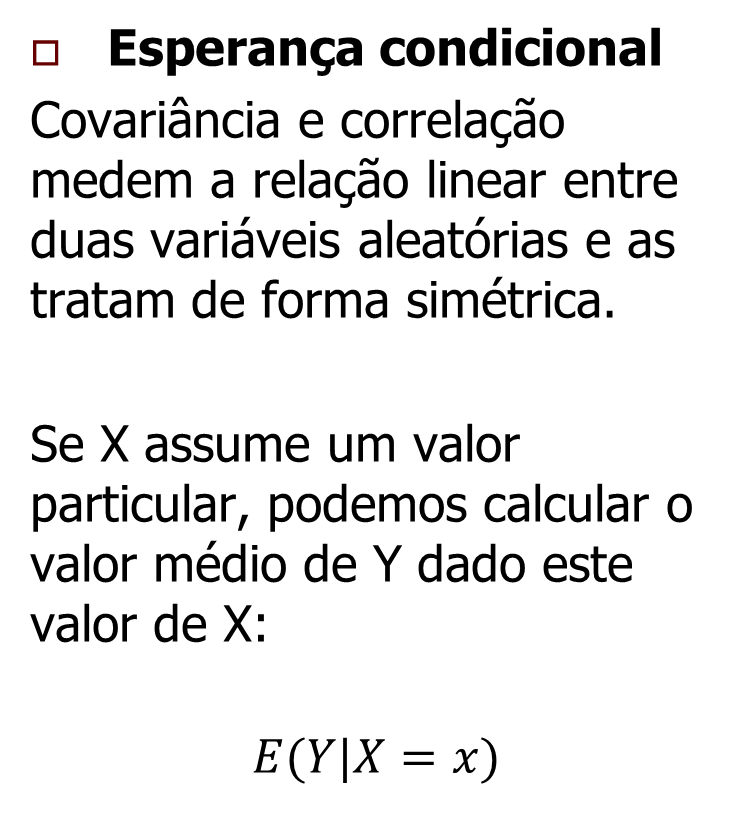 Esperança condicional
Covariância e correlação
medem a relação linear entre
duas variáveis aleatórias e as
tratam de forma simétrica.
Se X assume um valor
particular, podemos calcular o
valor médio de Y dado este
valor de X:
E(Y|X = x)